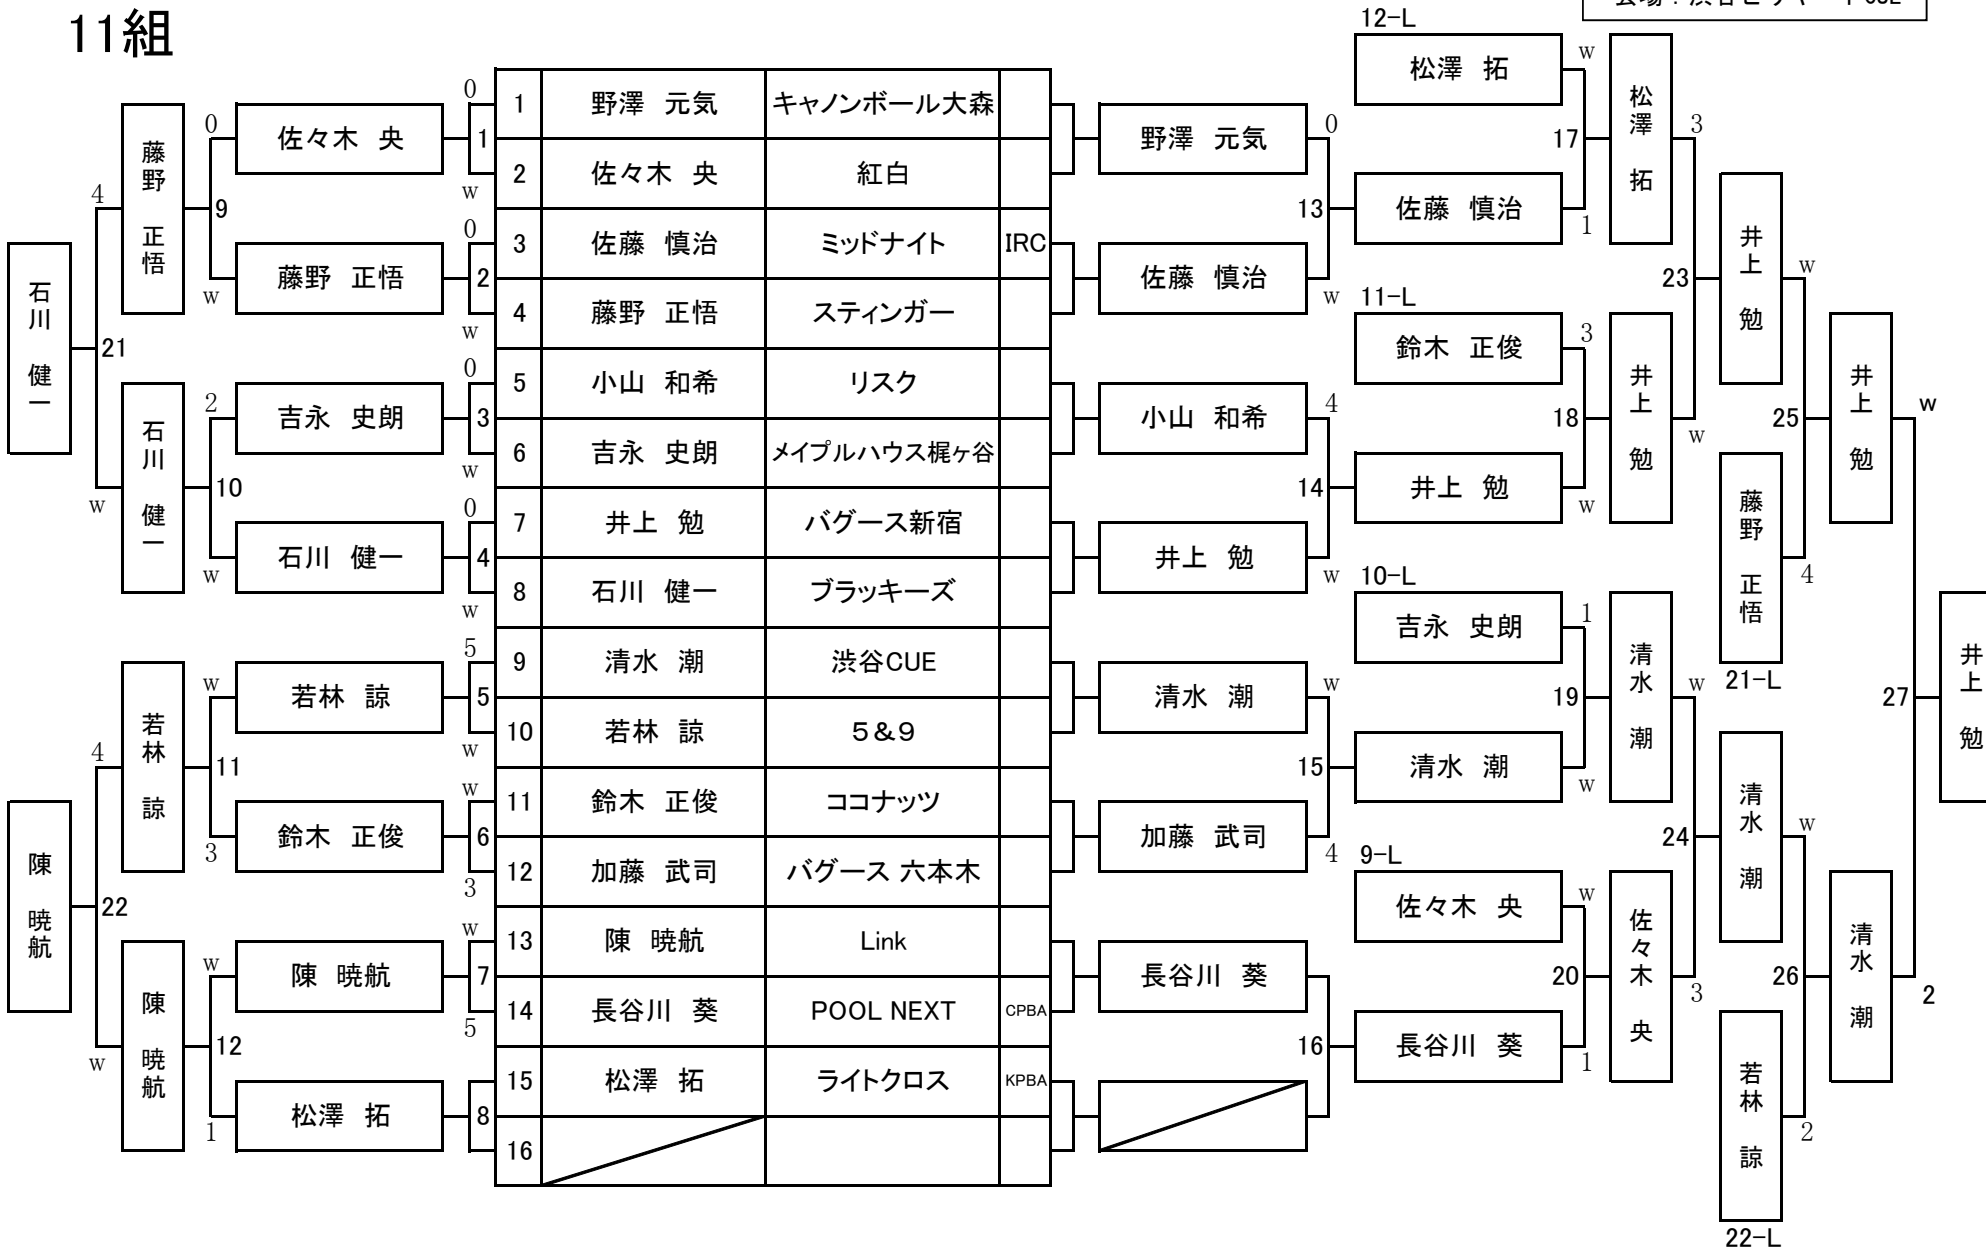 11組
12-L
1 野澤 元気 キャノンボール大森
2 佐々木 央 紅白
3 佐藤 慎治 ミッドナイト IRC
4 藤野 正悟 スティンガー
5 小山 和希 リスク
6 吉永 史朗 メイプルハウス梶ヶ谷
7 井上 勉 バグース新宿
8 石川 健一 ブラッキーズ
9 清水 潮 渋谷CUE
10 若林 諒 5&9
11 鈴木 正俊 ココナッツ
12 加藤 武司 バグース 六本木
13 陳 暁航 Link
14 長谷川 葵 POOL NEXT CPBA
15 松澤 拓 ライトクロス KPBA
16
0
1
w
0
2
w
0
3
w
0
4
w
5
5
w
w
6
3
w
7
5
8
佐々木 央
藤野 正悟
吉永 史朗
石川 健一
若林 諒
鈴木 正俊
陳 暁航
松澤 拓
0
9
w
2
10
w
w
11
3
w
12
1
藤野 正悟
石川 健一
若林 諒
陳 暁航
4
21
w
4
22
w
石川 健一
陳 暁航
野澤 元気
佐藤 慎治
小山 和希
井上 勉
清水 潮
加藤 武司
長谷川 葵
0
13
w
4
14
w
w
15
4
16
松澤 拓
佐藤 慎治
11-L
鈴木 正俊
井上 勉
10-L
吉永 史朗
清水 潮
9-L
佐々木 央
長谷川 葵
w
17
1
3
18
w
1
19
w
w
20
1
松澤 拓
井上 勉
清水 潮
佐々木 央
3
23
w
w
24
3
井上 勉
藤野 正悟
21-L
清水 潮
若林 諒
22-L
w
25
4
w
26
2
井上 勉
清水 潮
w
27
2
井上 勉